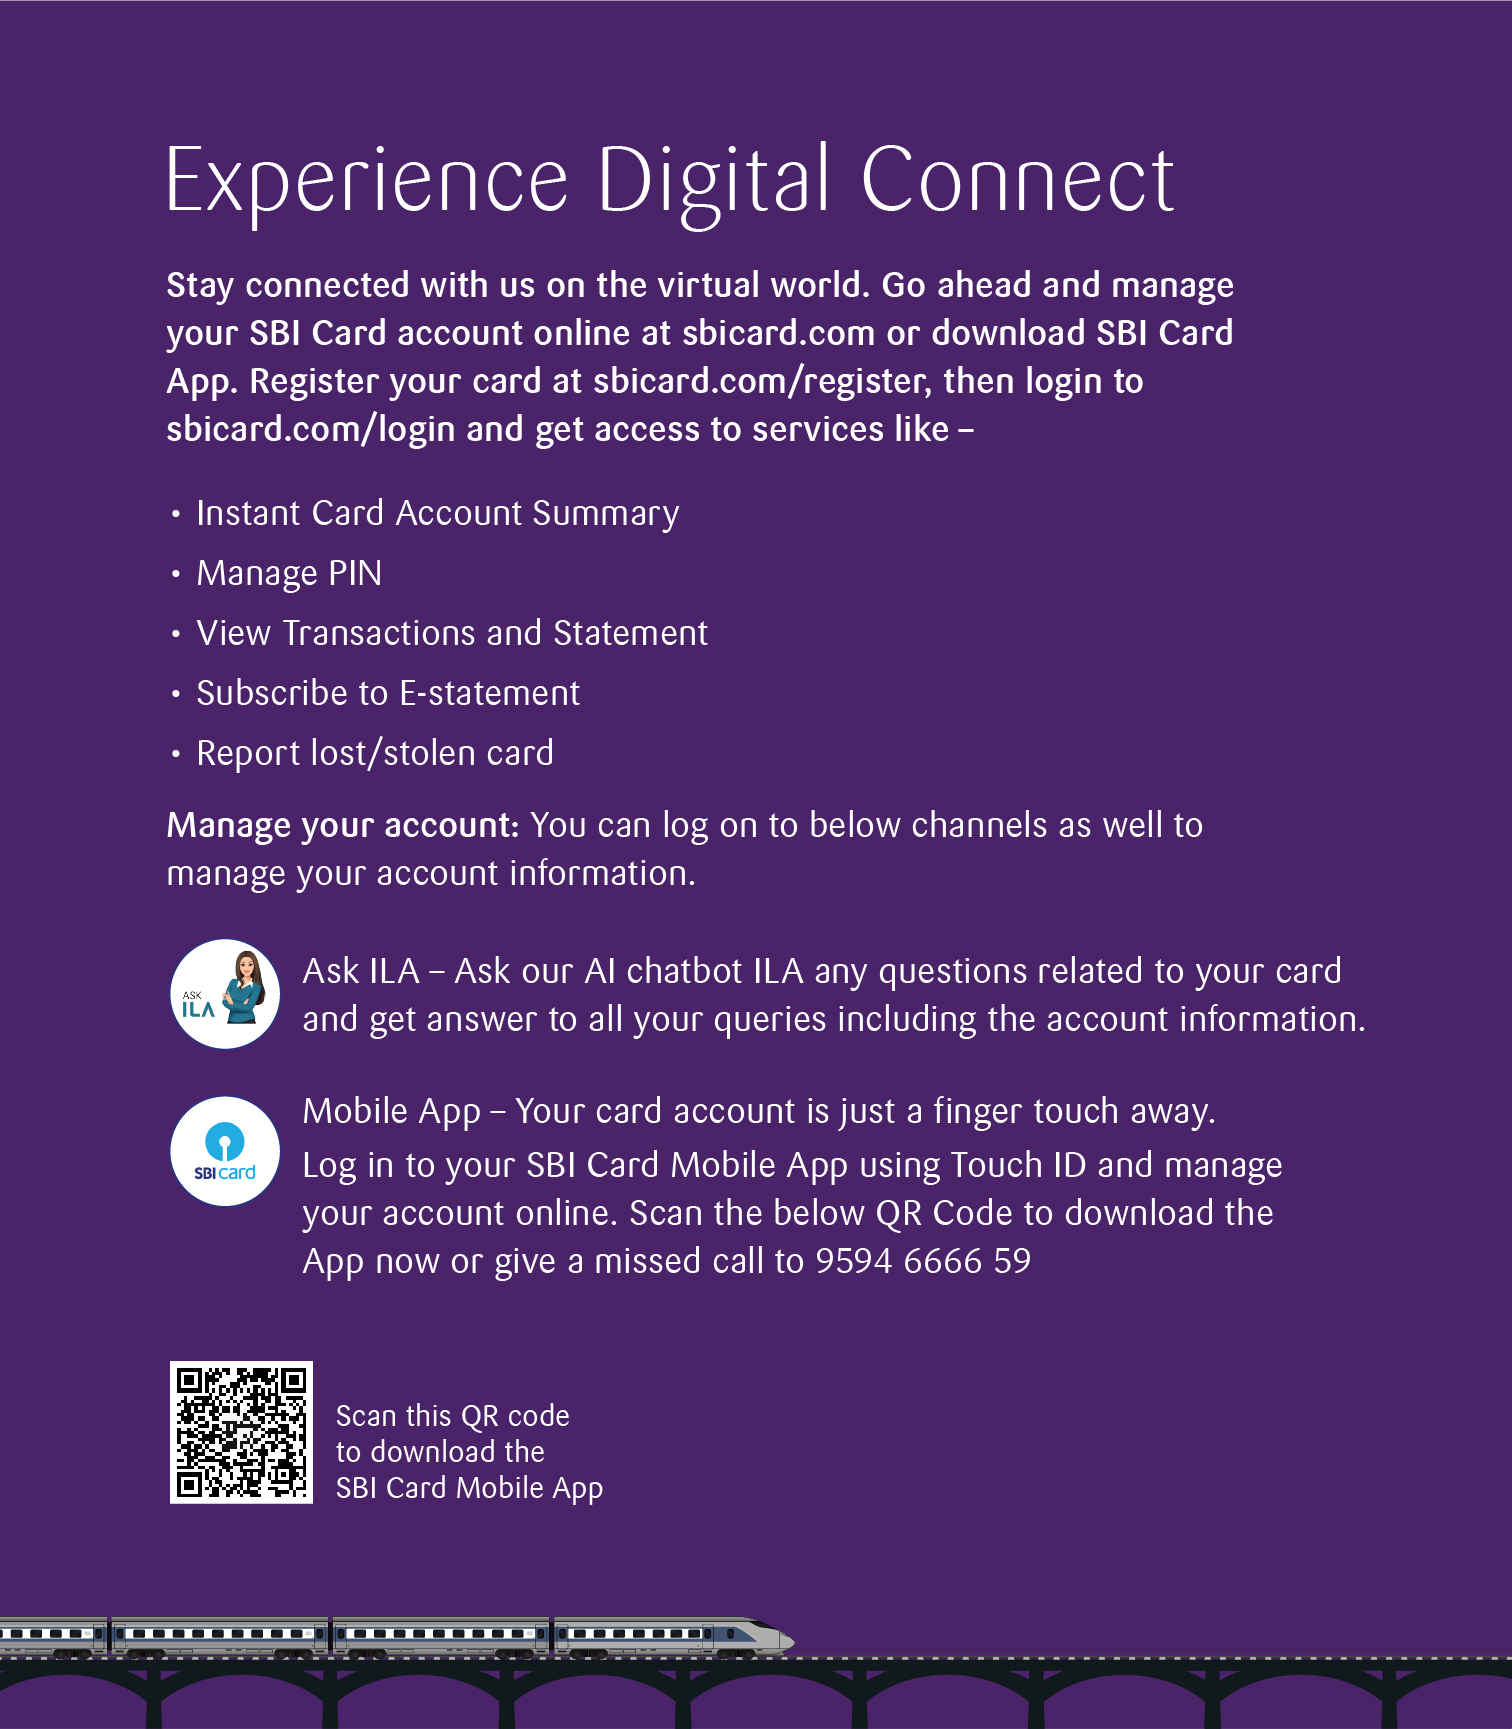 Experience Digital Connect
Stay connected with us on the virtual world. Go ahead and manage
your SBI Card account online at sbicard.com or download SBI Card
App. Register your card at sbicard.com/register, then login to
sbicard.com/login and get access to services like –
• Instant Card Account Summary
• Manage PIN
• View Transactions and Statement
• Subscribe to E-statement
• Report lost/stolen card
Manage your account: You can log on to below channels as well to
manage your account information.
ASK
ILA
Ask ILA – Ask our AI chatbot ILA any questions related to your card
and get answer to all your queries including the account information.
SBI card
Mobile App – Your card account is just a finger touch away.
Log in to your SBI Card Mobile App using Touch ID and manage
your account online. Scan the below QR Code to download the
App now or give a missed call to 9594 6666 59
Scan this QR code
to download the
SBI Card Mobile App